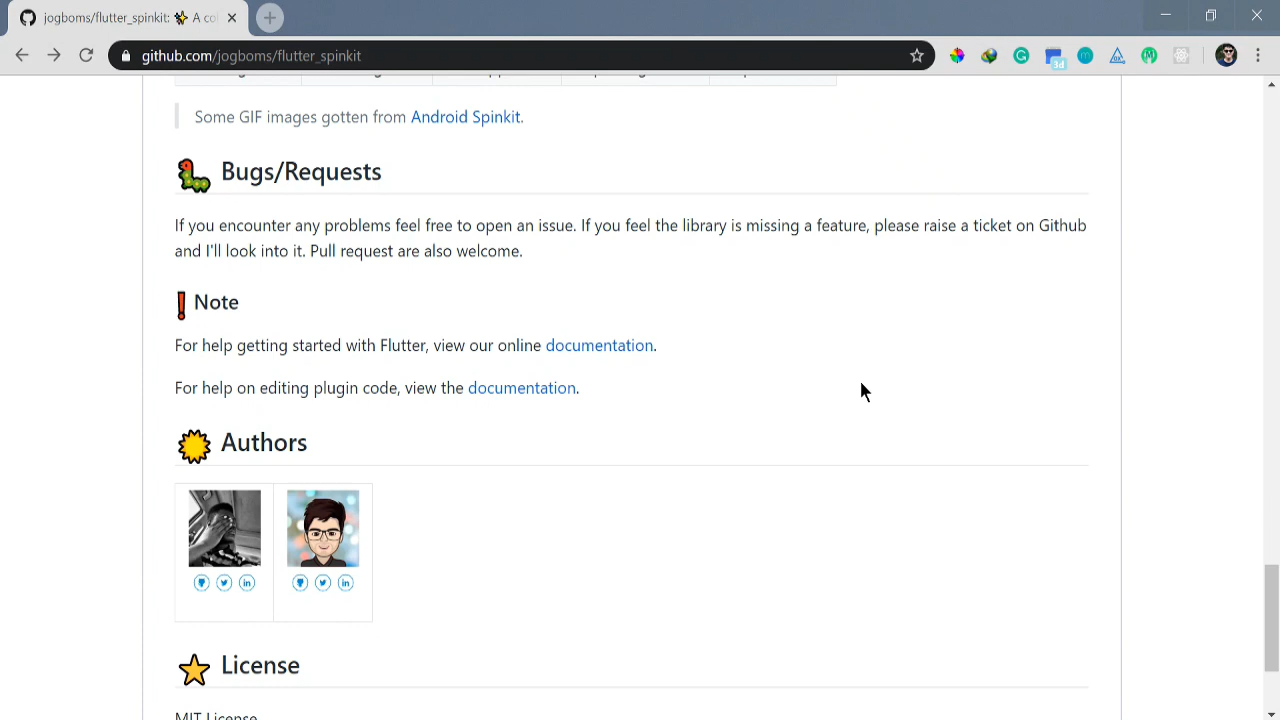 jogboms/flutter_spinkit: ✨ A co
github.com/jogboms/flutter_spinkit
3d
Some GIF images gotten from Android Spinkit.
Bugs/Requests
If you encounter any problems feel free to open an issue. If you feel the library is missing a feature, please raise a ticket on Github
and I'll look into it. Pull request are also welcome.
Note
For help getting started with Flutter, view our online documentation.
For help on editing plugin code, view the documentation.
Authors
in in
License
MIT License